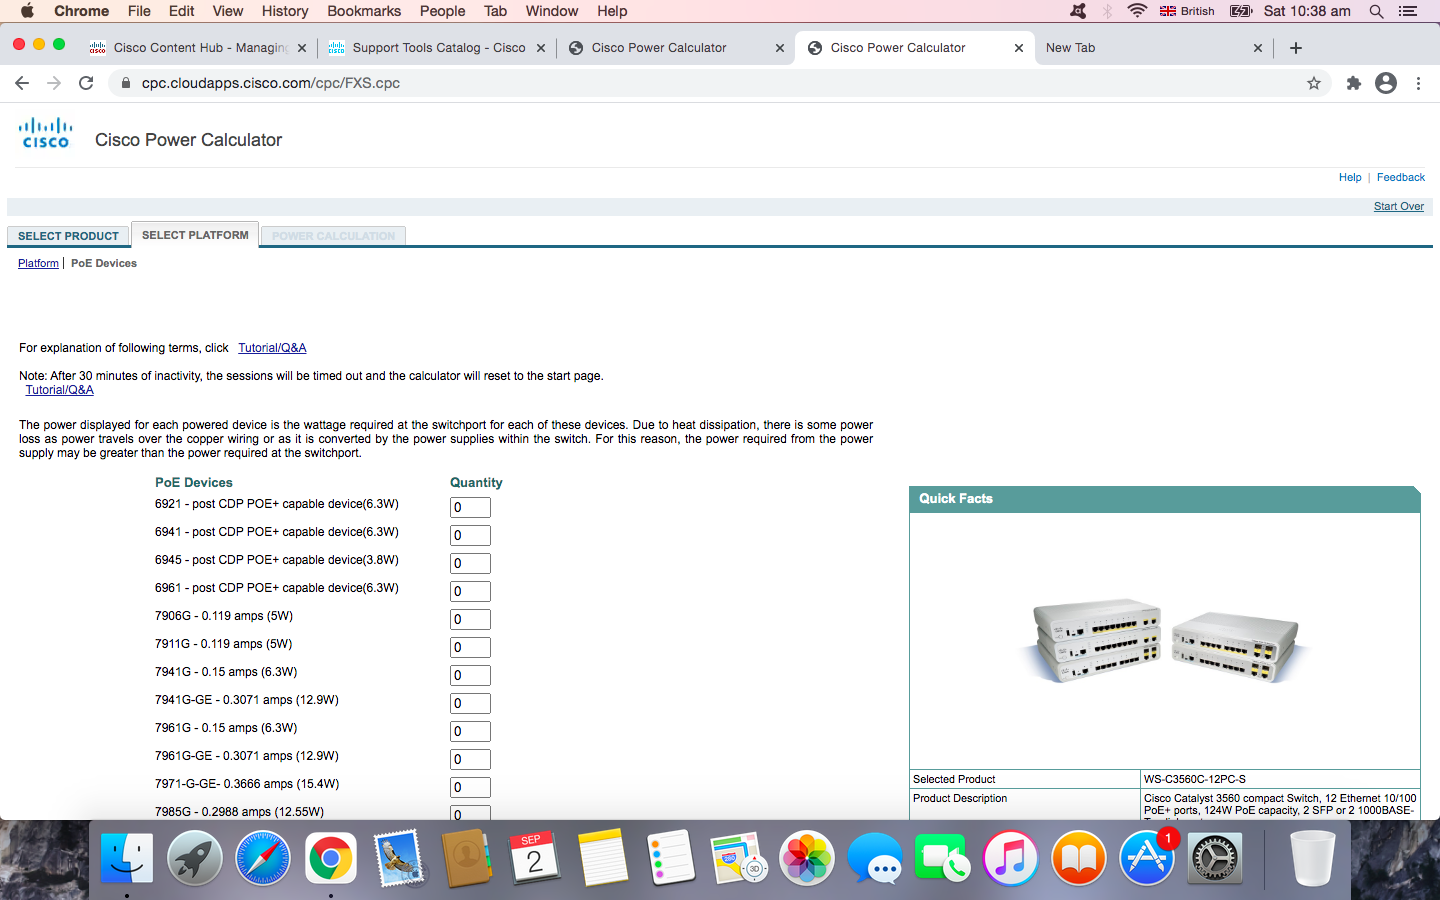 Chrome File Edit View History Bookmarks People Tab Window Help British Sat 10:38 am
Cisco Content Hub - Managing
Support Tools Catalog - Cisco
Cisco Power Calculator
Cisco Power Calculator
New Tab
cpc.cloudapps.cisco.com/cpc/FXS.cpc
CISCO
Cisco Power Calculator
Help | Feedback
Start Over
SELECT PRODUCT
SELECT PLATFORM
POWER CALCULATION
Platform | PoE Devices
For explanation of following terms, click Tutorial/Q&A
Note: After 30 minutes of inactivity, the sessions will be timed out and the calculator will reset to the start page.
Tutorial/Q&A
The power displayed for each powered device is the wattage required at the switchport for each of these devices. Due to heat dissipation, there is some power
loss as power travels over the copper wiring or as it is converted by the power supplies within the switch. For this reason, the power required from the power
supply may be greater than the power required at the switchport.
PoE Devices Quantity
6921 - post CDP POE+ capable device(6.3W) 0
6941 - post CDP POE+ capable device(6.3W) 0
6945 - post CDP POE+ capable device(3.8W) 0
6961 - post CDP POE+ capable device(6.3W) 0
7906G - 0.119 amps (5W) 0
7911G - 0.119 amps (5W) 0
7941G - 0.15 amps (6.3W) 0
7941G-GE - 0.3071 amps (12.9W) 0
7961G - 0.15 amps (6.3W) 0
7961G-GE - 0.3071 amps (12.9W) 0
7971-G-GE- 0.3666 amps (15.4W) 0
7985G - 0.2988 amps (12.55W) 0
Quick Facts
Selected Product WS-C3560C-12PC-S
Product Description Cisco Catalyst 3560 compact Switch, 12 Ethernet 10/100
PoE+ ports, 124W PoE capacity, 2 SFP or 2 1000BASE-
SEP
2
280
3D
1